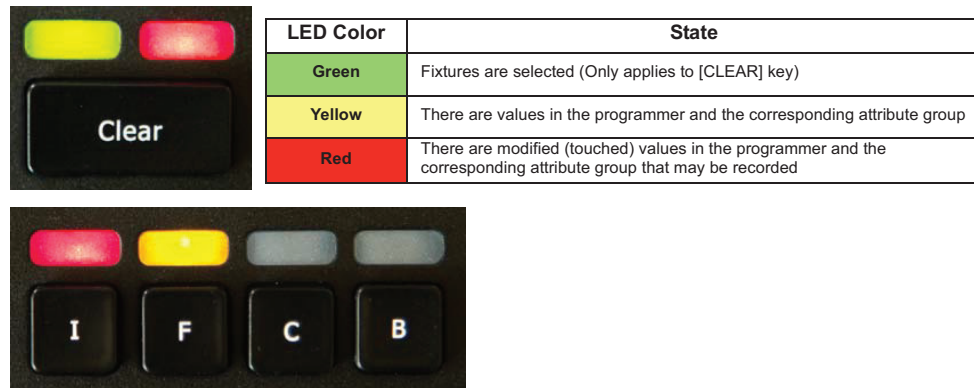 Clear
LED Color State
Green Fixtures are selected (Only applies to [CLEAR] key)
Yellow There are values in the programmer and the corresponding attribute group
Red There are modified (touched) values in the programmer and the
corresponding attribute group that may be recorded
I F C B